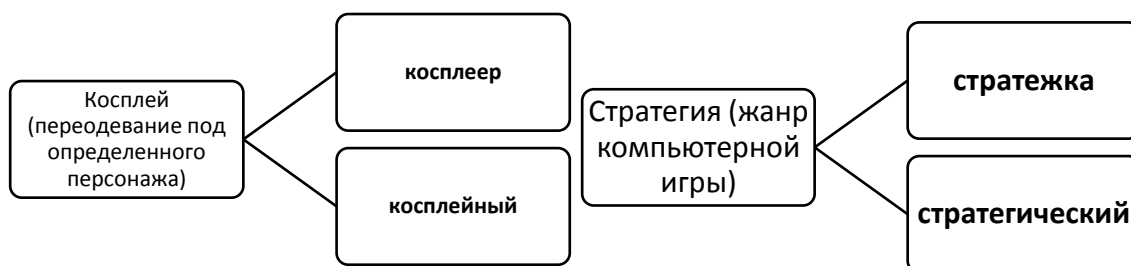 Косплей
(переодевание под
определенного
персонажа)
косплеер
косплейный
Стратегия (жанр
компьютерной
игры)
стратежка
стратегический